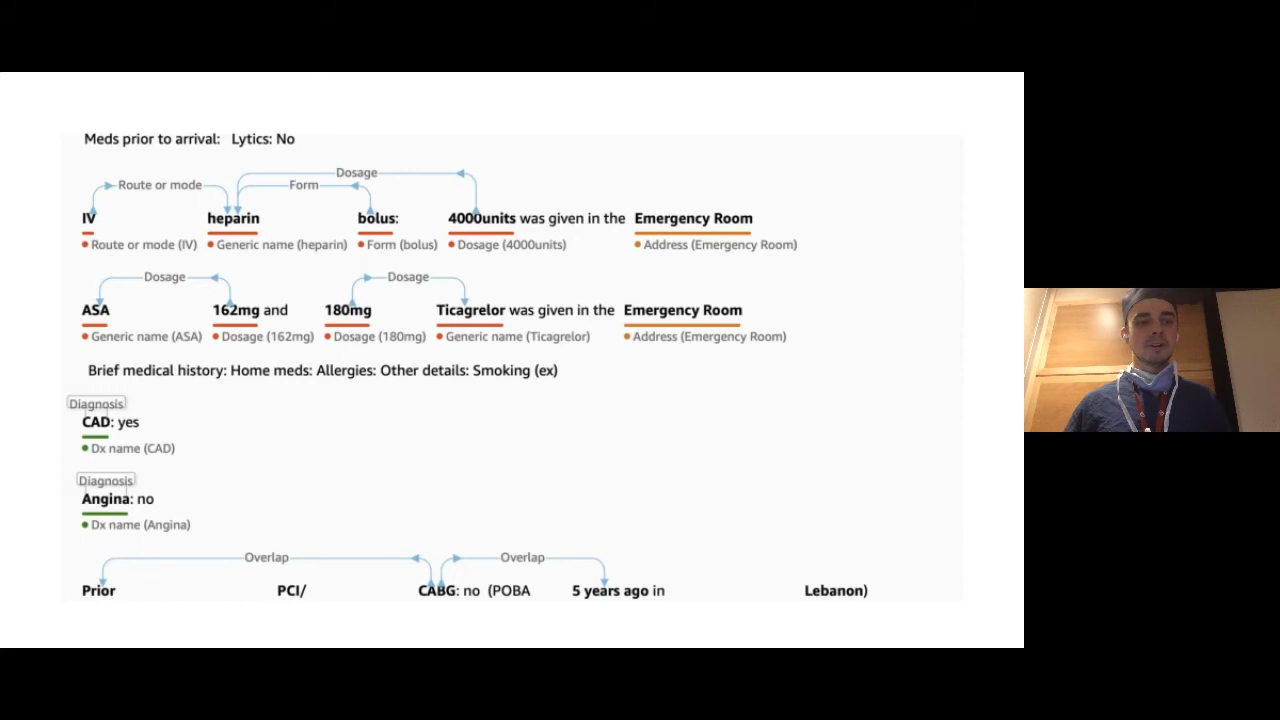 Meds prior to arrival: Lytics: No
Dosage
Route or mode Form
IV heparin bolus: 4000units was given in the Emergency Room
Route or mode (IV) Generic name (heparin) Form (bolus) Dosage (4000units) Address (Emergency Room)
Dosage Dosage
ASA 162mg and 180mg Ticagrelor was given in the Emergency Room
Generic name (ASA) Dosage (162mg) Dosage (180mg) Generic name (Ticagrelor) Address (Emergency Room)
Brief medical history: Home meds: Allergies: Other details: Smoking (ex)
Diagnosis
CAD: yes
Dx name (CAD)
Diagnosis
Angina: no
Dx name (Angina)
Overlap Overlap
Prior PCI/ CABG: no (POBA 5 years ago in Lebanon)